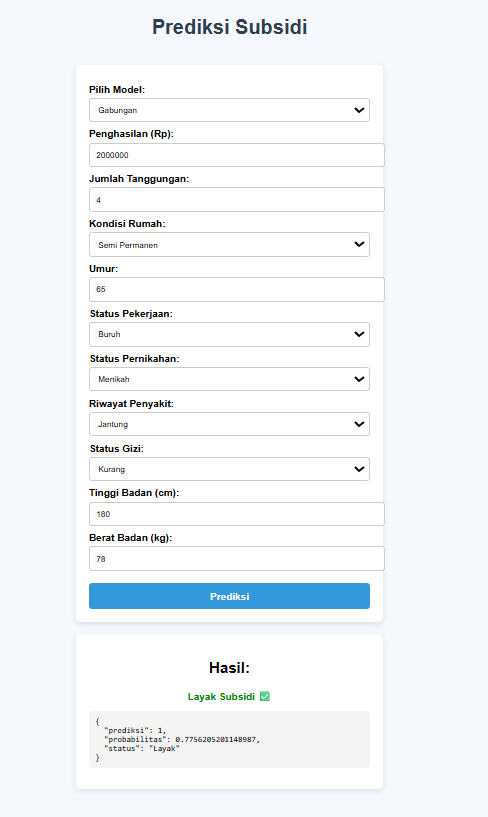 Prediksi Subsidi
Pilih Model:
Gabungan
Penghasilan (Rp):
2000000
Jumlah Tanggungan:
4
Kondisi Rumah:
Semi Permanen
Umur:
65
Status Pekerjaan:
Buruh
Status Pernikahan:
Menikah
Riwayat Penyakit:
Jantung
Status Gizi:
Kurang
Tinggi Badan (cm):
180
Berat Badan (kg):
78
Prediksi
Hasil:
Layak Subsidi ✅
{
  "prediksi": 1,
  "probabilitas": 0.7756205201148987,
  "status": "Layak"
}